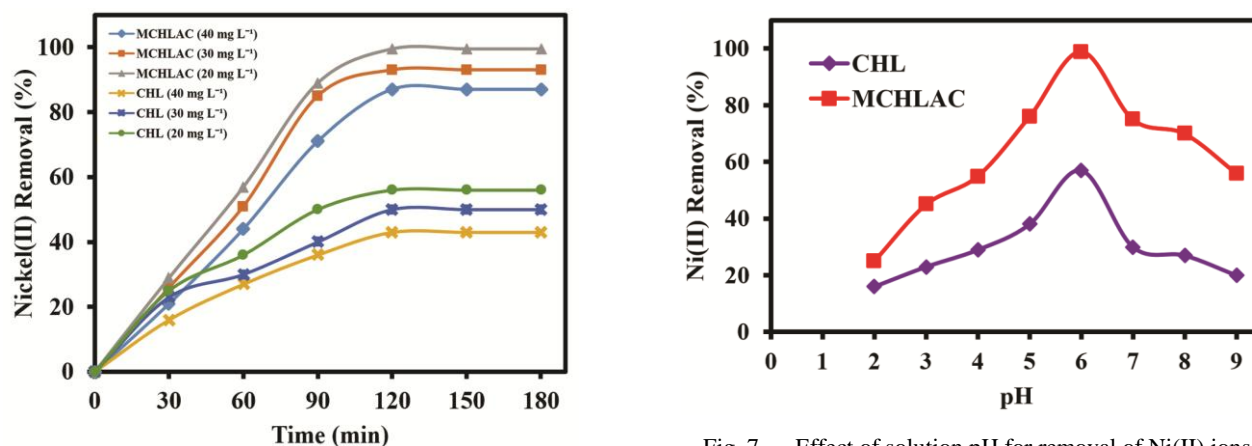 MCHLAC (40 mg L⁻¹)
MCHLAC (30 mg L⁻¹)
MCHLAC (20 mg L⁻¹)
CHL (40 mg L⁻¹)
CHL (30 mg L⁻¹)
CHL (20 mg L⁻¹)
Nickel(II) Removal (%)
100
80
60
40
20
0
0 30 60 90 120 150 180
Time (min)
CHL
MCHLAC
Ni(II) Removal (%)
100
80
60
40
20
0
0 1 2 3 4 5 6 7 8 9
pH
Fig. 7 — Effect of solution pH for removal of Ni(II) ions